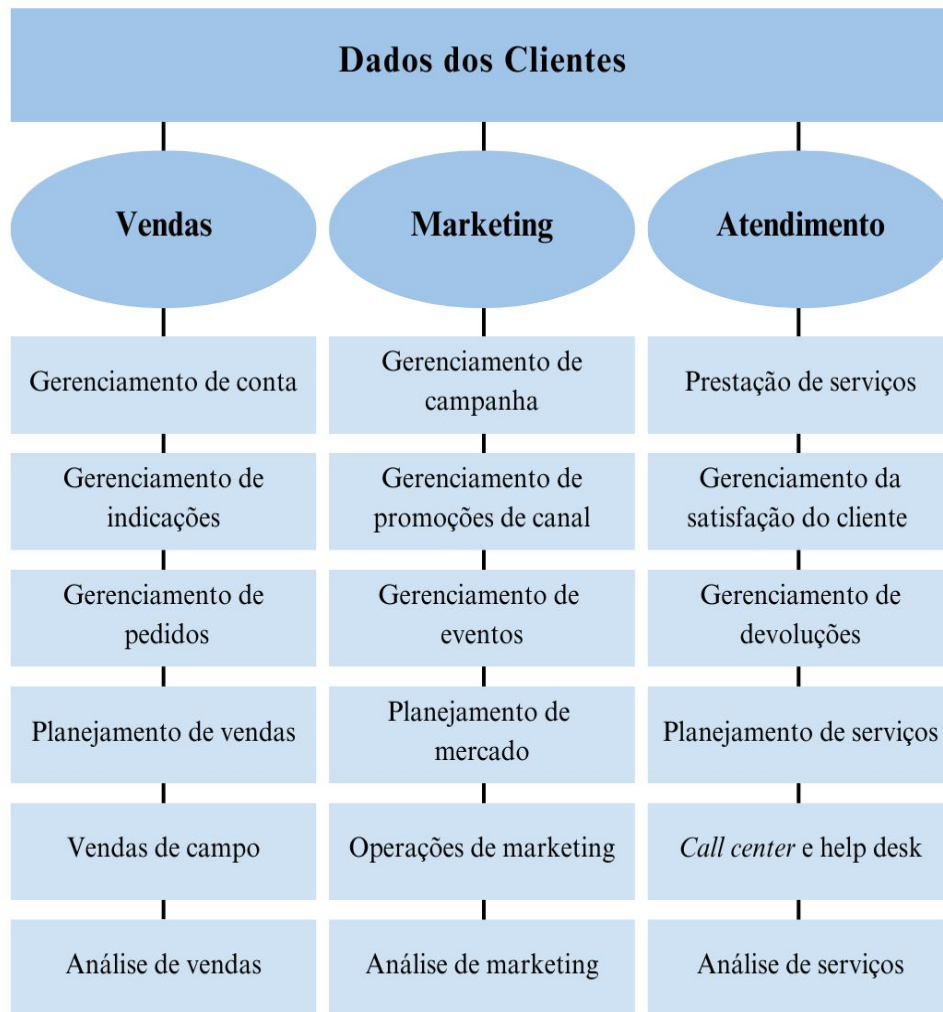 Dados dos Clientes
Vendas
Marketing
Atendimento
Gerenciamento de conta
Gerenciamento de
campanha
Prestação de serviços
Gerenciamento de
indicações
Gerenciamento de
promoções de canal
Gerenciamento da
satisfação do cliente
Gerenciamento de
pedidos
Gerenciamento de
eventos
Gerenciamento de
devoluções
Planejamento de vendas
Planejamento de
mercado
Planejamento de serviços
Vendas de campo
Operações de marketing
Call center e help desk
Análise de vendas
Análise de marketing
Análise de serviços